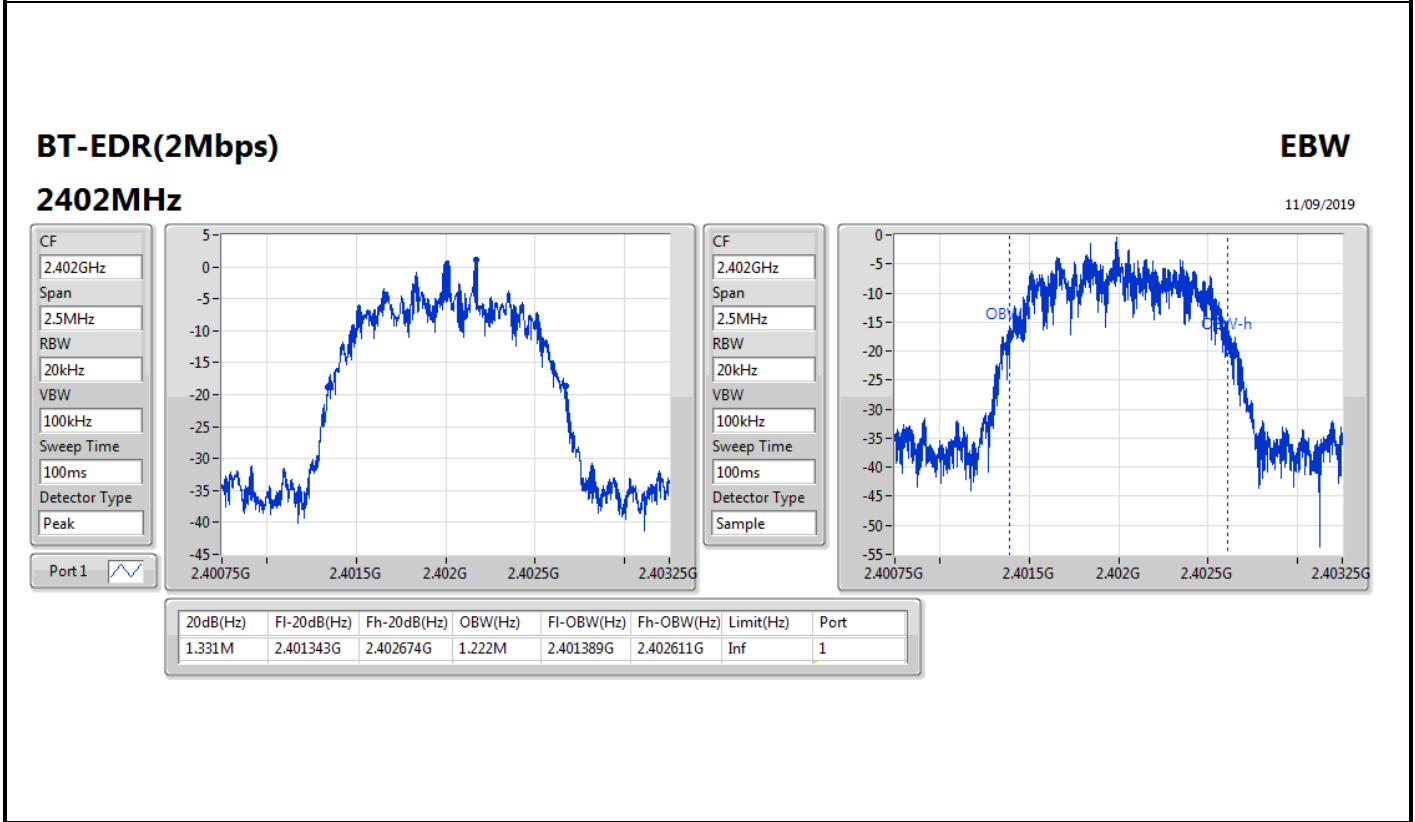 BT-EDR(2Mbps)
EBW
2402MHz
11/09/2019
CF
2.402GHz
Span
2.5MHz
RBW
20kHz
VBW
100kHz
Sweep Time
100ms
Detector Type
Peak
Port 1
5
0
-5
-10
-15
-20
-25
-30
-35
-40
-45
2.40075G 2.4015G 2.402G 2.4025G 2.40325G
CF
2.402GHz
Span
2.5MHz
RBW
20kHz
VBW
100kHz
Sweep Time
100ms
Detector Type
Sample
0
-5
-10
-15
-20
-25
-30
-35
-40
-45
-50
-55
OBW-h
2.40075G 2.4015G 2.402G 2.4025G 2.40325G
20dB(Hz) Fl-20dB(Hz) Fh-20dB(Hz) OBW(Hz) Fl-OBW(Hz) Fh-OBW(Hz) Limit(Hz) Port
1.331M 2.401343G 2.402674G 1.222M 2.401389G 2.402611G Inf 1